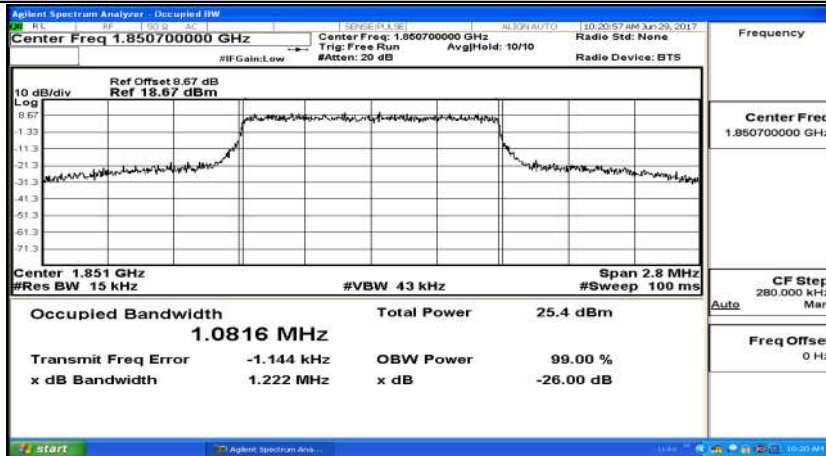 Agilent Spectrum Analyzer - Occupied BW
RL RF 50 Ω AC SENSE:PULSE ALIGN AUTO 10:20:57 AM Jun 29, 2017
Center Freq 1.850700000 GHz
Center Freq: 1.850700000 GHz
Radio Std: None
Trig: Free Run Avg|Hold: 10/10
#IFGain:Low
#Atten: 20 dB
Radio Device: BTS
Ref Offset 8.67 dB
10 dB/div Ref 18.67 dBm
Log
8.67
-1.33
-11.3
-21.3
-31.3
-41.3
-51.3
-61.3
-71.3
Center 1.851 GHz Span 2.8 MHz
#Res BW 15 kHz #VBW 43 kHz #Sweep 100 ms
Occupied Bandwidth Total Power 25.4 dBm
1.0816 MHz
Transmit Freq Error -1.144 kHz OBW Power 99.00 %
x dB Bandwidth 1.222 MHz x dB -26.00 dB
Frequency
Center Freq
1.850700000 GHz
CF Step
280.000 kHz
Auto Man
Freq Offset
0 Hz
start Agilent Spectrum Ana... 10:20 AM